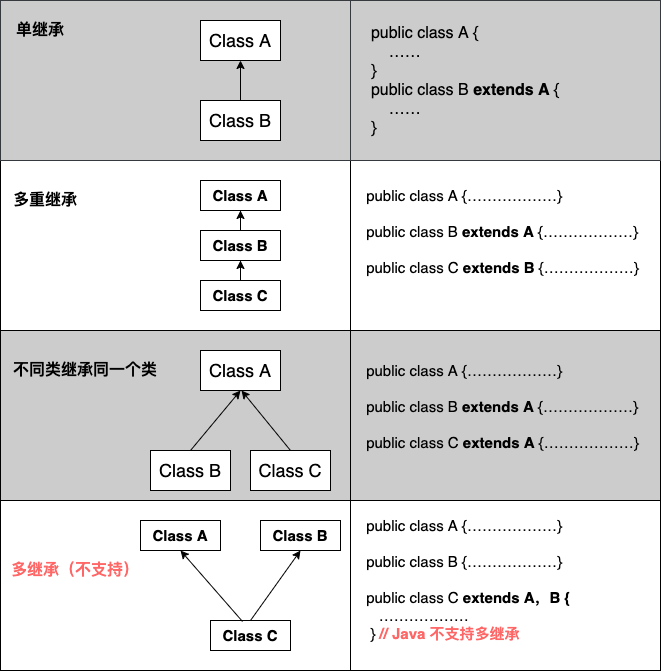 单继承
Class A
Class B
public class A {
……
}
public class B extends A {
……
}
多重继承
Class A
Class B
Class C
public class A {………………}
public class B extends A {………………}
public class C extends B {………………}
不同类继承同一个类
Class A
Class B
Class C
public class A {………………}
public class B extends A {………………}
public class C extends A {………………}
多继承（不支持）
Class A
Class B
Class C
public class A {………………}
public class B {………………}
public class C extends A，B {
………………
} // Java 不支持多继承